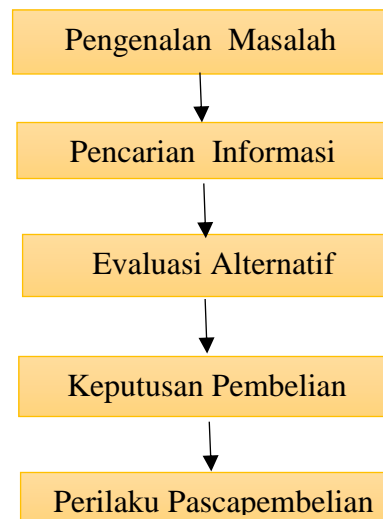 Pengenalan Masalah
Pencarian Informasi
Evaluasi Alternatif
Keputusan Pembelian
Perilaku Pascapembelian